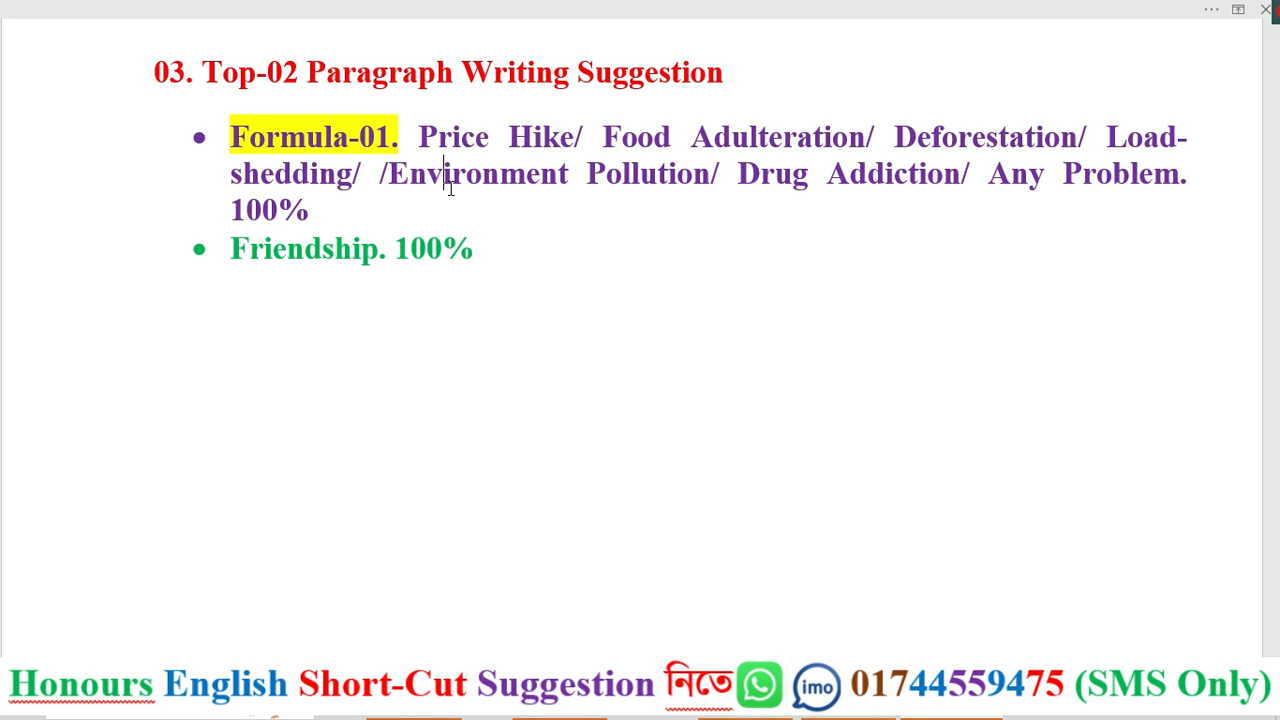 03. Top-02 Paragraph Writing Suggestion
• Formula-01. Price Hike/ Food Adulteration/ Deforestation/ Load-
shedding/ /Environment Pollution/ Drug Addiction/ Any Problem.
100%
• Friendship. 100%
Honours English Short-Cut Suggestion নিতে imo 01744559475 (SMS Only)